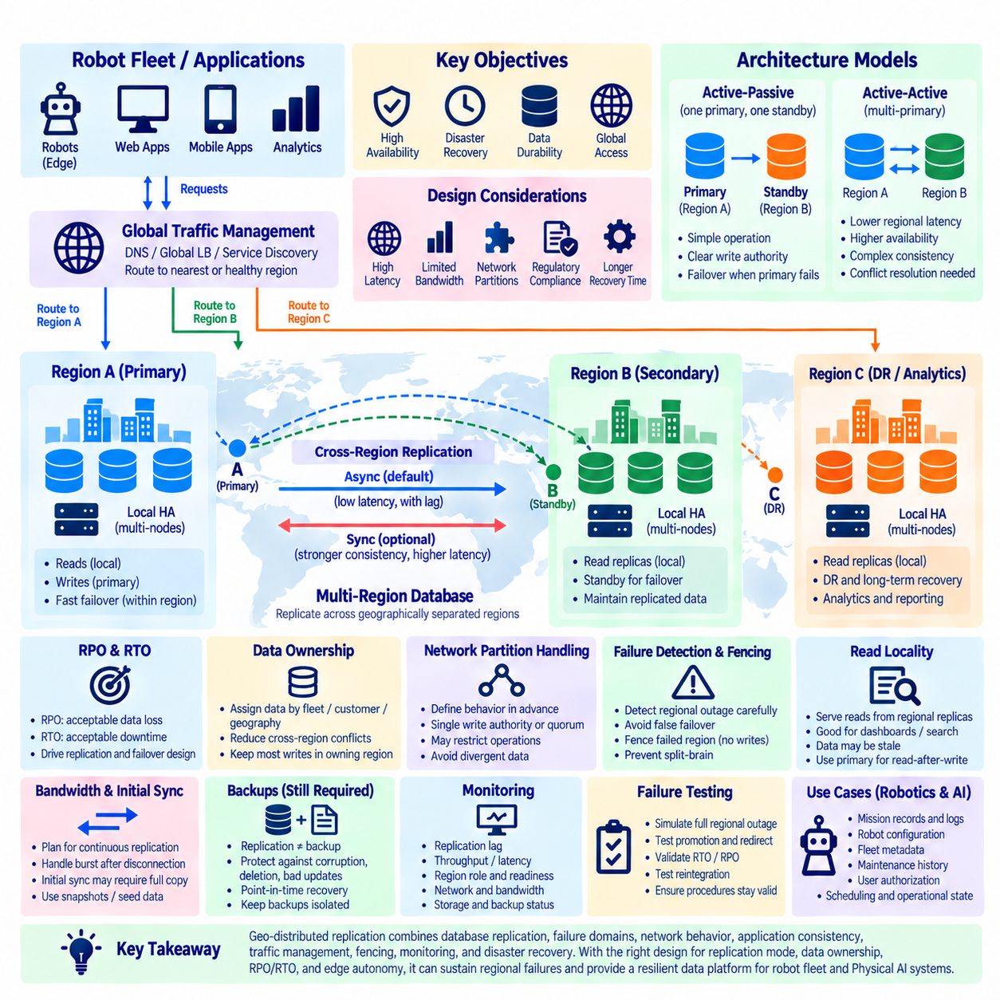 Robot Fleet / Applications
Robots
(Edge)
Web Apps
Mobile Apps
Analytics
Requests
Global Traffic Management
DNS / Global LB / Service Discovery
Route to nearest or healthy region
Key Objectives
High
Availability
Disaster
Recovery
Data
Durability
Global
Access
Design Considerations
High
Latency
Limited
Bandwidth
Network
Partitions
Regulatory
Compliance
Longer
Recovery Time
Architecture Models
Active-Passive
(one primary, one standby)
Primary
(Region A)
Standby
(Region B)
• Simple operation
• Clear write authority
• Failover when primary fails
Active-Active
(multi-primary)
Region A
Region B
• Lower regional latency
• Higher availability
• Complex consistency
• Conflict resolution needed
Route to
Region A
Route to
Region B
Route to
Region C
Region A (Primary)
Local HA
(multi-nodes)
• Reads (local)
• Writes (primary)
• Fast failover (within region)
A
(Primary)
Cross-Region Replication
Async (default)
(low latency, with lag)
Sync (optional)
(stronger consistency, higher latency)
Multi-Region Database
Replicate across geographically separated regions
B
(Standby)
Region B (Secondary)
Local HA
(multi-nodes)
• Read replicas (local)
• Standby for failover
• Maintain replicated data
C
(DR)
Region C (DR / Analytics)
Local HA
(multi-nodes)
• Read replicas (local)
• DR and long-term recovery
• Analytics and reporting
RPO & RTO
• RPO: acceptable data loss
• RTO: acceptable downtime
• Drive replication and failover design
Data Ownership
• Assign data by fleet / customer /
geography
• Reduce cross-region conflicts
• Keep most writes in owning region
Network Partition Handling
• Define behavior in advance
• Single write authority or quorum
• May restrict operations
• Avoid divergent data
Failure Detection & Fencing
• Detect regional outage carefully
• Avoid false failover
• Fence failed region (no writes)
• Prevent split-brain
Read Locality
• Serve reads from regional replicas
• Good for dashboards / search
• Data may be stale
• Use primary for read-after-write
Bandwidth & Initial Sync
• Plan for continuous replication
• Handle burst after disconnection
• Initial sync may require full copy
• Use snapshots / seed data
Backups (Still Required)
+
• Replication ≠ backup
• Protect against corruption,
deletion, bad updates
• Point-in-time recovery
• Keep backups isolated
Monitoring
• Replication lag
• Throughput / latency
• Region role and readiness
• Network and bandwidth
• Storage and backup status
Failure Testing
• Simulate full regional outage
• Test promotion and redirect
• Validate RTO / RPO
• Test reintegration
• Ensure procedures stay valid
Use Cases (Robotics & AI)
• Mission records and logs
• Robot configuration
• Fleet metadata
• Maintenance history
• User authorization
• Scheduling and operational state
Key Takeaway
Geo-distributed replication combines database replication, failure domains, network behavior, application consistency,
traffic management, fencing, monitoring, and disaster recovery. With the right design for replication mode, data ownership,
RPO/RTO, and edge autonomy, it can sustain regional failures and provide a resilient data platform for robot fleet and Physical AI systems.